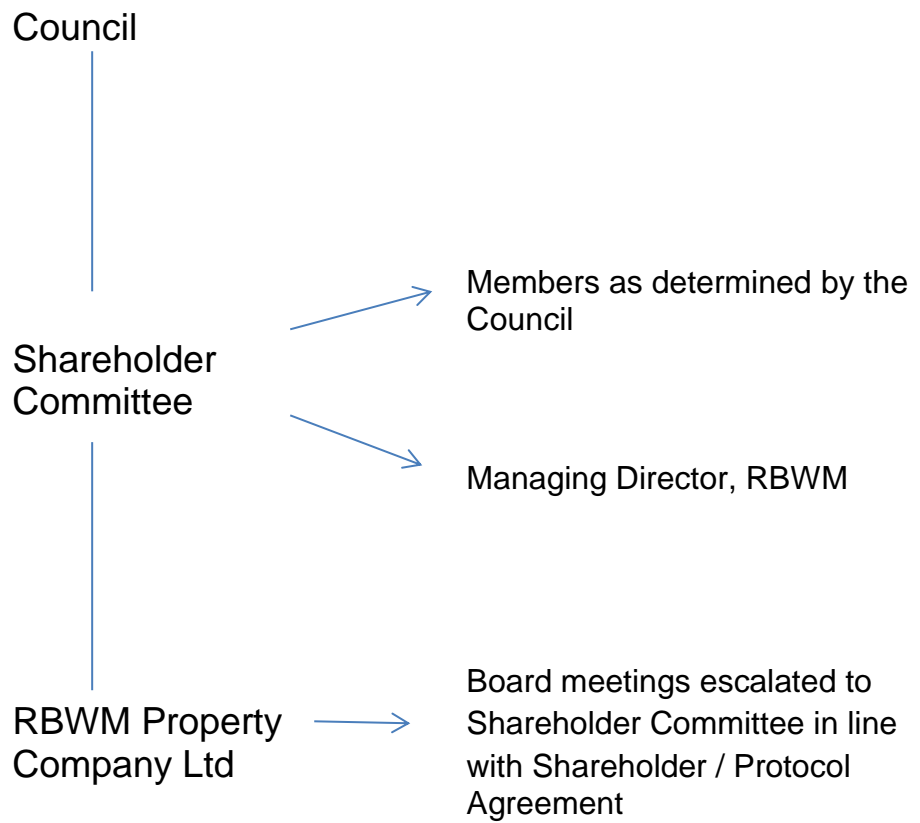 Council
Members as determined by the
Council
Shareholder
Committee
Managing Director, RBWM
RBWM Property
Company Ltd
Board meetings escalated to
Shareholder Committee in line
with Shareholder / Protocol
Agreement